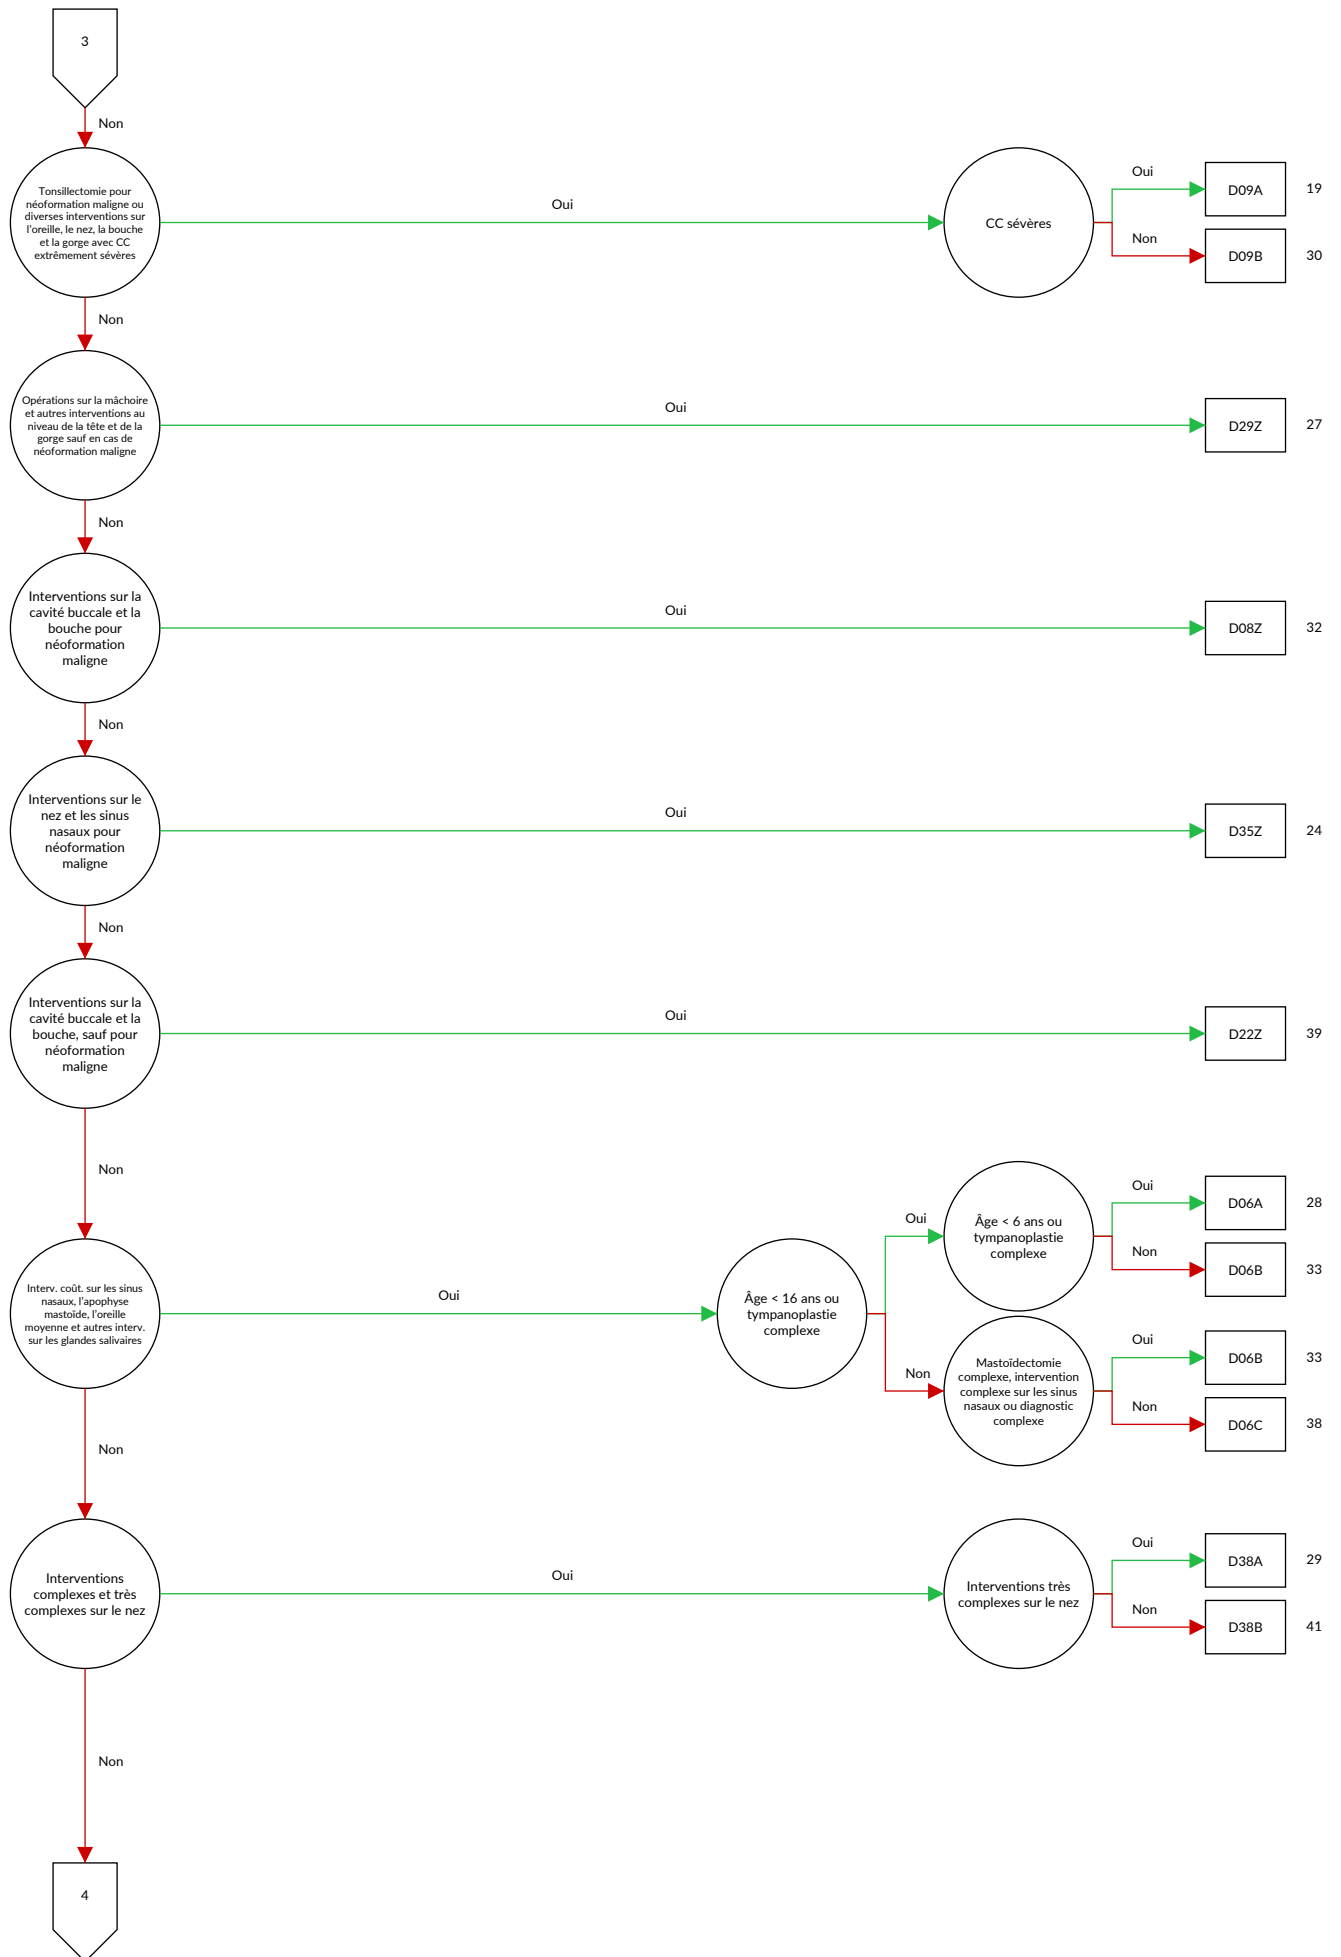 3
Non
Tonsillectomie pour
néoformation maligne ou
diverses interventions sur
l'oreille, le nez, la bouche
et la gorge avec CC
extrêmement sévères
Oui
CC sévères
Oui
D09A
19
Non
D09B
30
Non
Opérations sur la mâchoire
et autres interventions au
niveau de la tête et de la
gorge sauf en cas de
néoformation maligne
Oui
D29Z
27
Non
Interventions sur la
cavité buccale et la
bouche pour
néoformation
maligne
Oui
D08Z
32
Non
Interventions sur le
nez et les sinus
nasaux pour
néoformation
maligne
Oui
D35Z
24
Non
Interventions sur la
cavité buccale et la
bouche, sauf pour
néoformation
maligne
Oui
D22Z
39
Non
Interv. coût. sur les sinus
nasaux, l'apophyse
mastoïde, l'oreille
moyenne et autres interv.
sur les glandes salivaires
Oui
Âge < 16 ans ou
tympanoplastie
complexe
Oui
Âge < 6 ans ou
tympanoplastie
complexe
Oui
D06A
28
Non
D06B
33
Non
Mastoïdectomie
complexe, intervention
complexe sur les sinus
nasaux ou diagnostic
complexe
Oui
D06B
33
Non
D06C
38
Non
Interventions
complexes et très
complexes sur le nez
Oui
Interventions très
complexes sur le nez
Oui
D38A
29
Non
D38B
41
Non
4